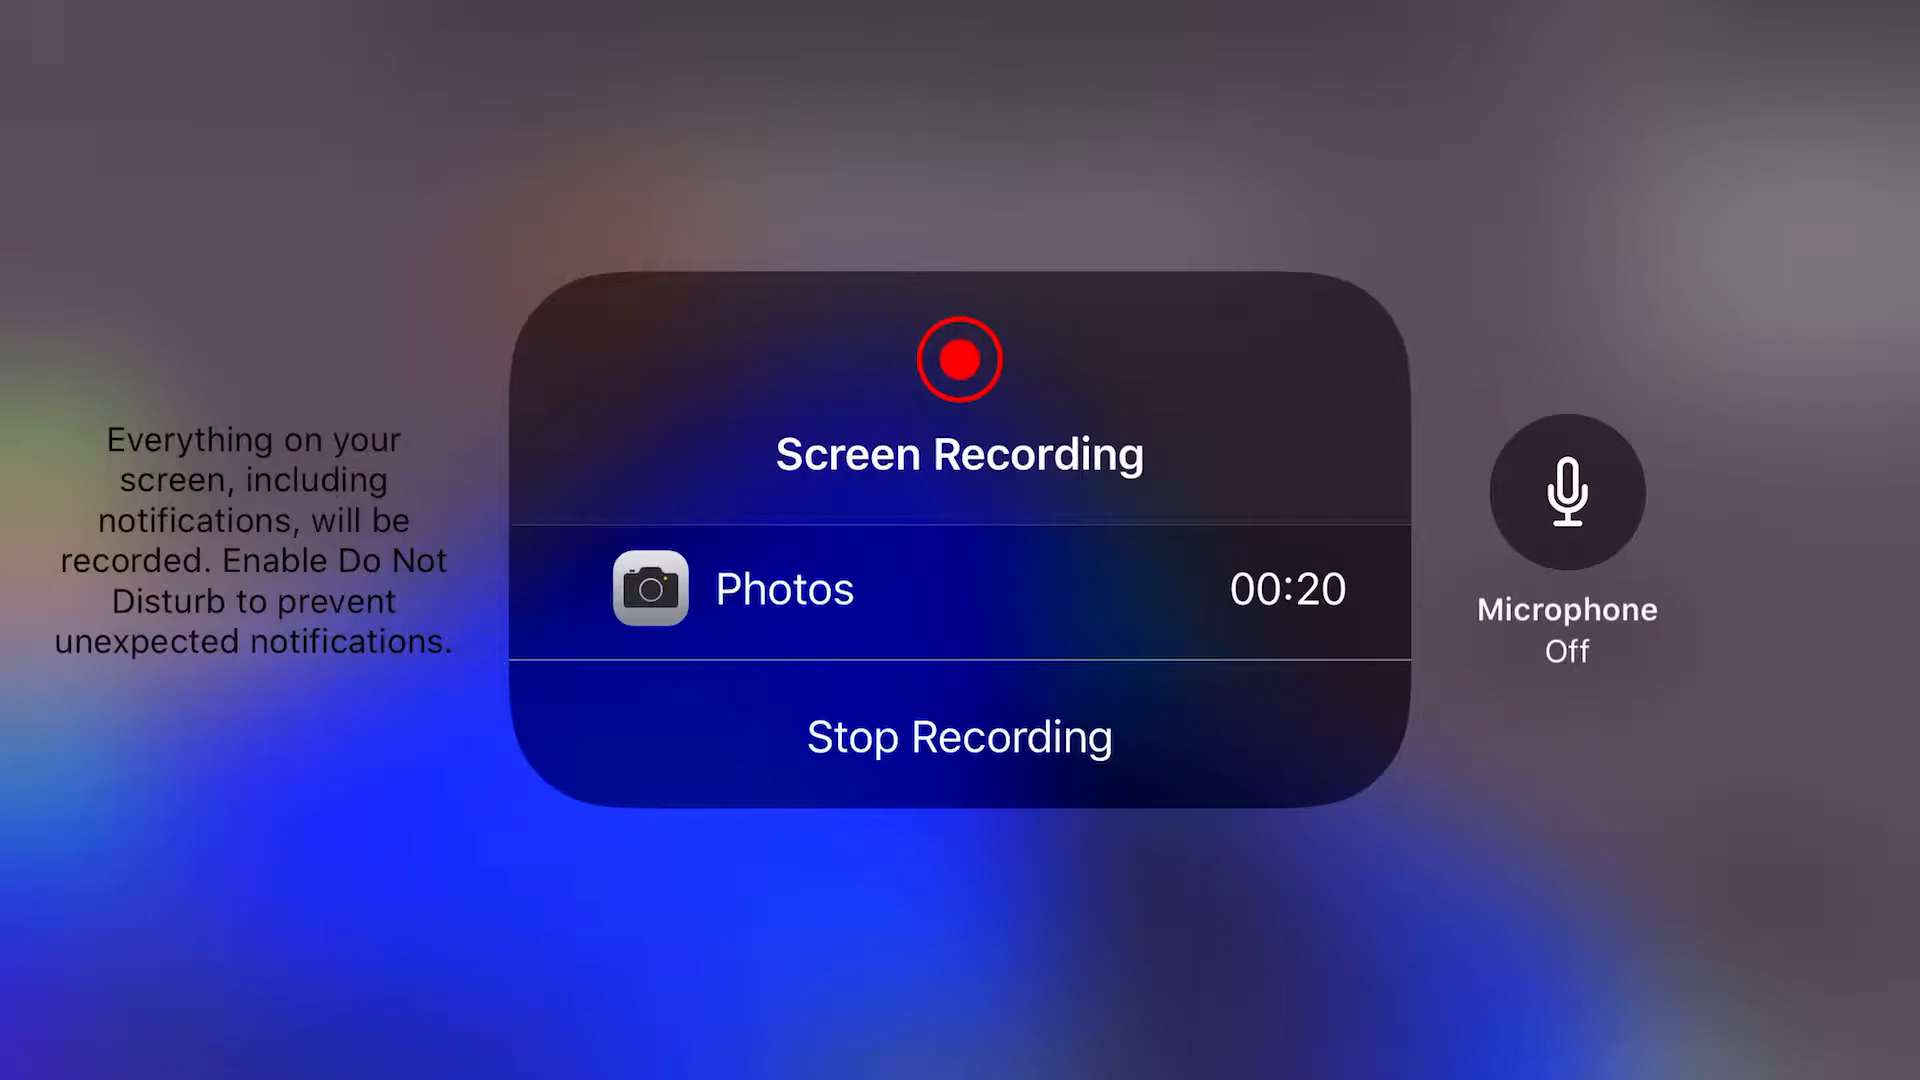 Everything on your
screen, including
notifications, will be
recorded. Enable Do Not
Disturb to prevent
unexpected notifications.
Screen Recording
Photos 00:20
Stop Recording
Microphone
Off